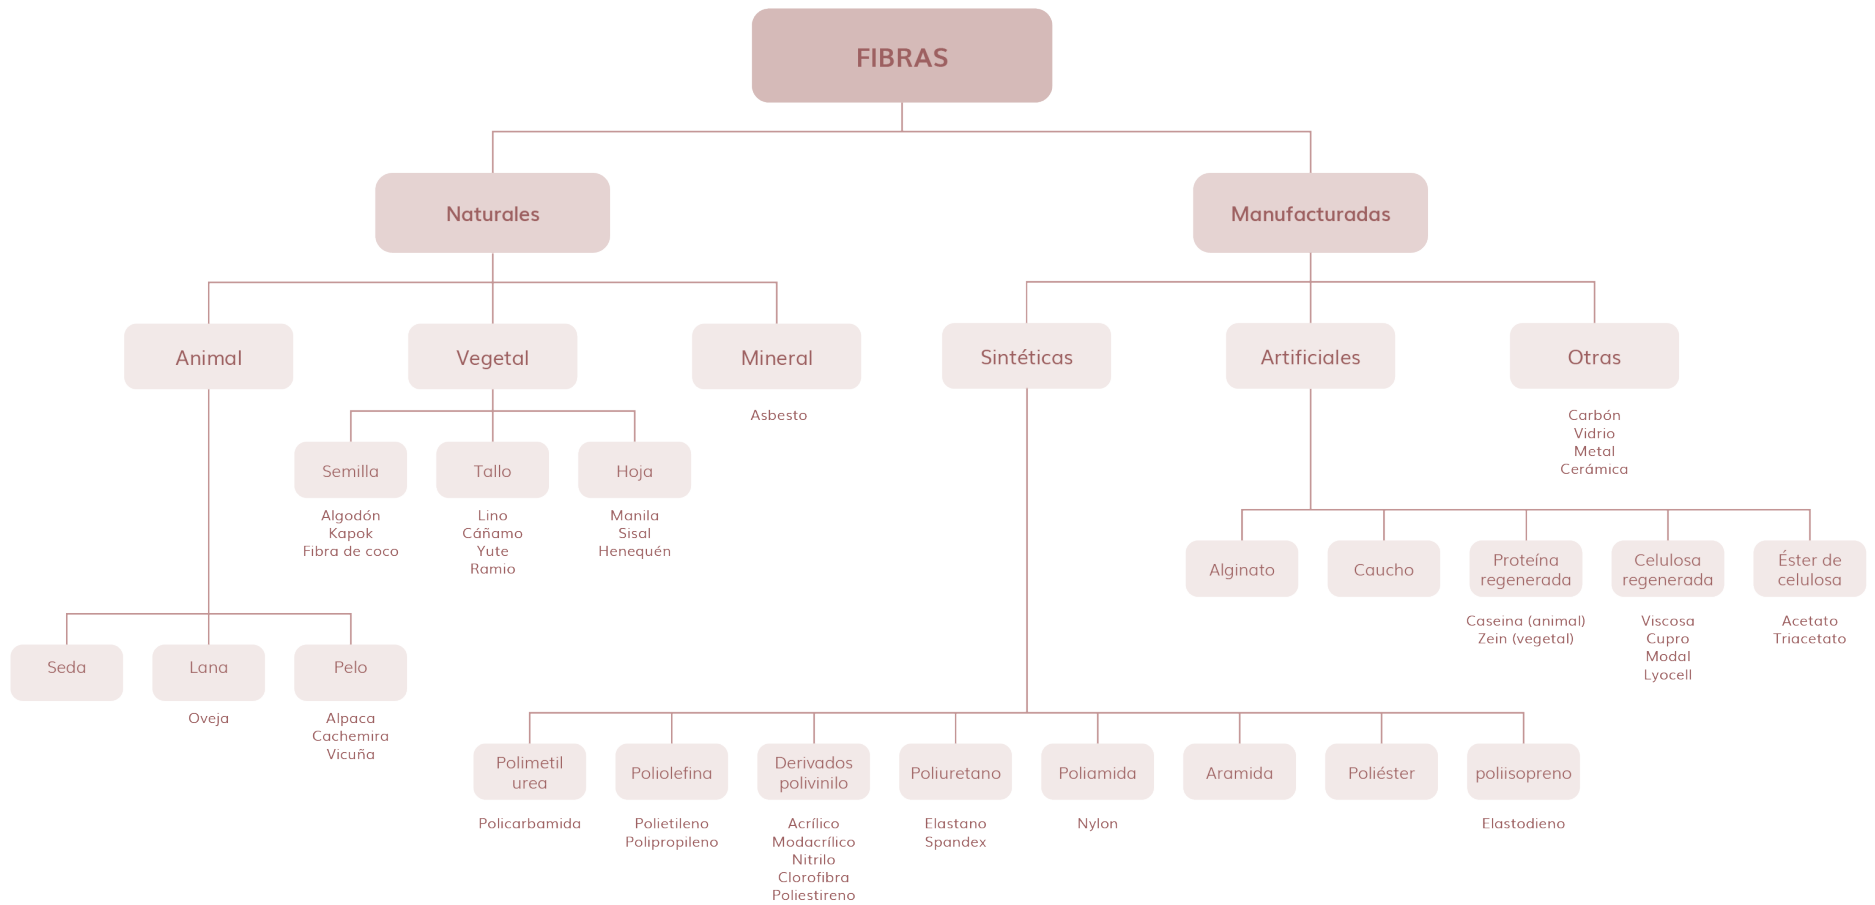 FIBRAS
Naturales
Manufacturadas
Animal
Vegetal
Mineral
Sintéticas
Artificiales
Otras
Asbesto
Carbón
Vidrio
Metal
Cerámica
Semilla
Tallo
Hoja
Algodón
Kapok
Fibra de coco
Lino
Cáñamo
Yute
Ramio
Manila
Sisal
Henequén
Alginato
Caucho
Proteína
regenerada
Celulosa
regenerada
Éster de
celulosa
Caseina (animal)
Zein (vegetal)
Viscosa
Cupro
Modal
Lyocell
Acetato
Triacetato
Seda
Lana
Pelo
Oveja
Alpaca
Cachemira
Vicuña
Polimetil
urea
Poliolefina
Derivados
polivinilo
Poliuretano
Poliamida
Aramida
Poliéster
poliisopreno
Policarbamida
Polietileno
Polipropileno
Acrílico
Modacrílico
Nitrilo
Clorofibra
Poliestireno
Elastano
Spandex
Nylon
Elastodieno